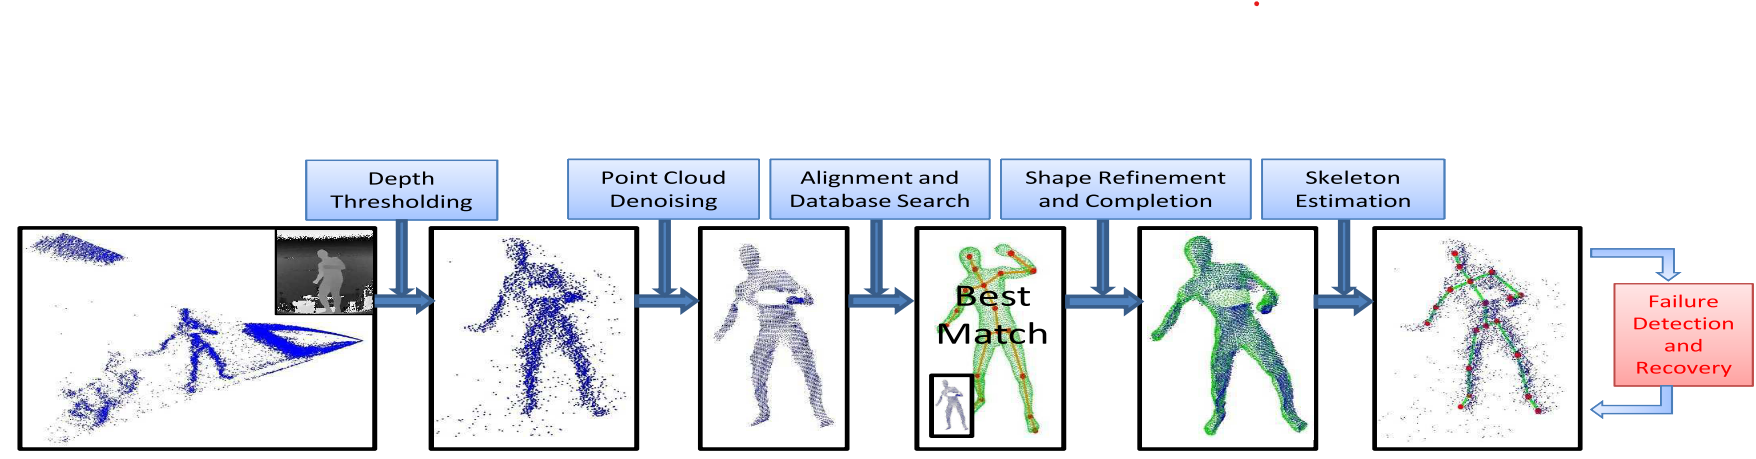 Depth
Thresholding
Point Cloud
Denoising
Alignment and
Database Search
Shape Refinement
and Completion
Skeleton
Estimation
Best
Match
Failure
Detection
and
Recovery